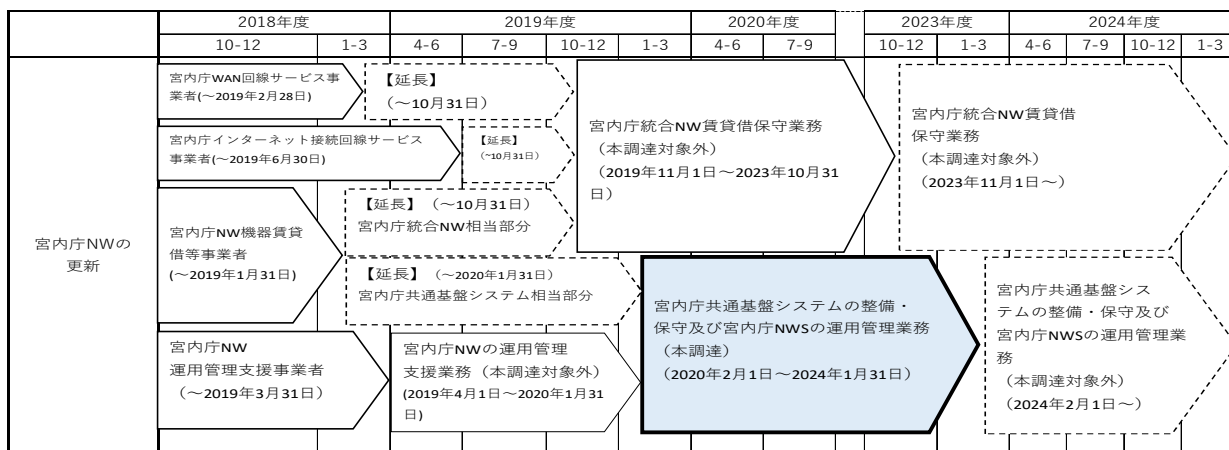 2018年度 2019年度 2020年度 2023年度 2024年度
10-12 1-3 4-6 7-9 10-12 1-3 4-6 7-9 10-12 1-3 4-6 7-9 10-12 1-3
宮内庁NWの
更新
宮内庁WAN回線サービス事
業者(~2019年2月28日)
【延長】
(~10月31日)
宮内庁インターネット接続回線サービス
事業者(~2019年6月30日)
【延長】
(~10月31日)
宮内庁NW機器賃貸
借等事業者
(~2019年1月31日)
【延長】(~10月31日)
宮内庁統合NW相当部分
【延長】(~2020年1月31日)
宮内庁共通基盤システム相当部分
宮内庁NW
運用管理支援事業者
(~2019年3月31日)
宮内庁NWの運用管理
支援業務(本調達対象外)
(2019年4月1日~2020年1月31
日)
宮内庁統合NW賃貸借保守業務
(本調達対象外)
(2019年11月1日~2023年10月31
日)
宮内庁共通基盤システムの整備・
保守及び宮内庁NWSの運用管理業務
(本調達)
(2020年2月1日~2024年1月31日)
宮内庁統合NW賃貸借
保守業務
(本調達対象外)
(2023年11月1日~)
宮内庁共通基盤シス
テムの整備・保守及び
宮内庁NWSの運用管理業
務
(本調達対象外)
(2024年2月1日~)